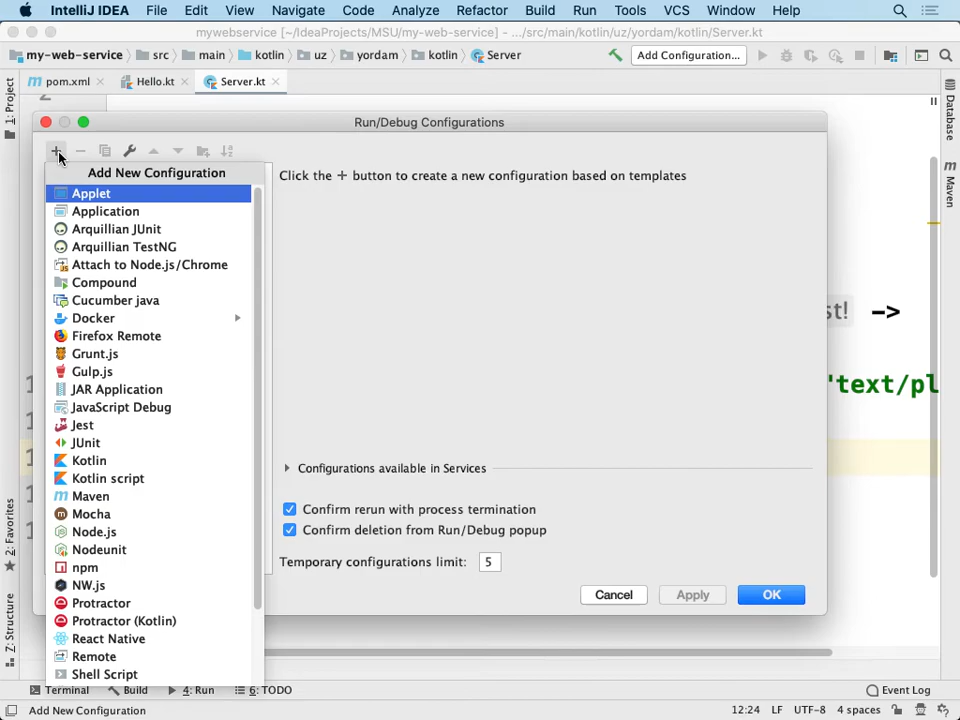 IntelliJ IDEA File Edit View Navigate Code Analyze Refactor Build Run Tools VCS Window Help
mywebservice [~/IdeaProjects/MSU/my-web-service] - .../src/main/kotlin/uz/yordam/kotlin/Server.kt
my-web-service src main kotlin uz yordam kotlin Server Add Configuration...
pom.xml Hello.kt Server.kt
1: Project
2
Database
Maven
Run/Debug Configurations
Add New Configuration
Click the + button to create a new configuration based on templates
Applet
Application
Arquillian JUnit
Arquillian TestNG
Attach to Node.js/Chrome
Compound
Cucumber java
Docker
st! ->
Firefox Remote
Grunt.js
Gulp.js
"text/pl
JAR Application
JavaScript Debug
Jest
JUnit
Kotlin
Configurations available in Services
Kotlin script
Maven
Mocha
Confirm rerun with process termination
Node.js
Confirm deletion from Run/Debug popup
Nodeunit
Temporary configurations limit: 5
npm
NW.js
Cancel Apply OK
Protractor
Protractor (Kotlin)
React Native
Remote
Shell Script
2: Favorites
Z: Structure
Terminal Build 4: Run 6: TODO Event Log
Add New Configuration 12:24 LF UTF-8 4 spaces